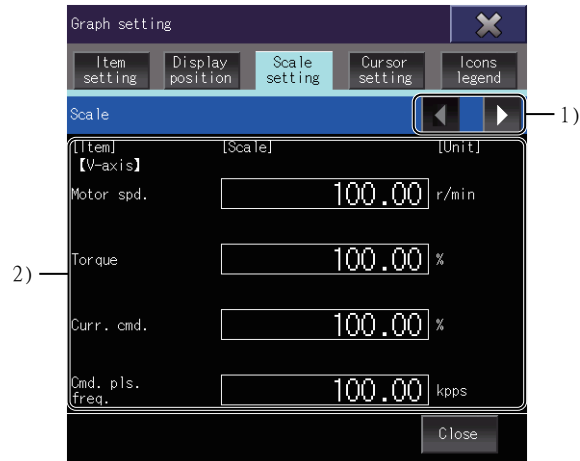 Graph setting
Item setting
Display position
Scale setting
Cursor setting
Icons legend
Scale
1)
[Item] [Scale] [Unit]
【V-axis】
Motor spd. 100.00 r/min
2)
Torque 100.00 %
Curr. cmd. 100.00 %
Cmd. pls. freq. 100.00 kpps
Close